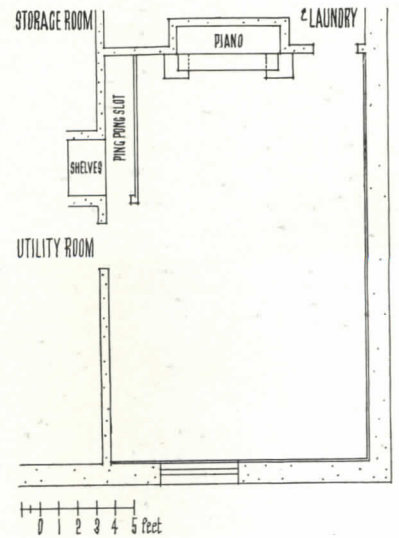 STORAGE ROOM
LAUNDRY
PIANO
PING PONG SLOT
SHELVES
UTILITY ROOM
0 1 2 3 4 5 feet